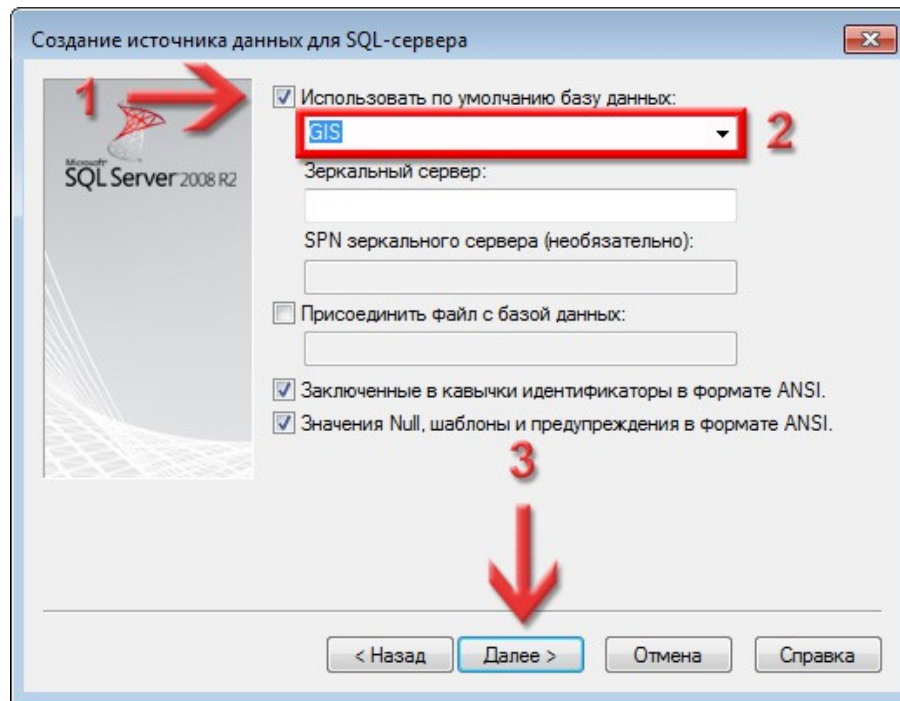 Создание источника данных для SQL-сервера
1
Microsoft
SQL Server 2008 R2
Использовать по умолчанию базу данных:
GIS
2
Зеркальный сервер:
SPN зеркального сервера (необязательно):
Присоединить файл с базой данных:
Заключенные в кавычки идентификаторы в формате ANSI.
Значения Null, шаблоны и предупреждения в формате ANSI.
3
< Назад
Далее >
Отмена
Справка